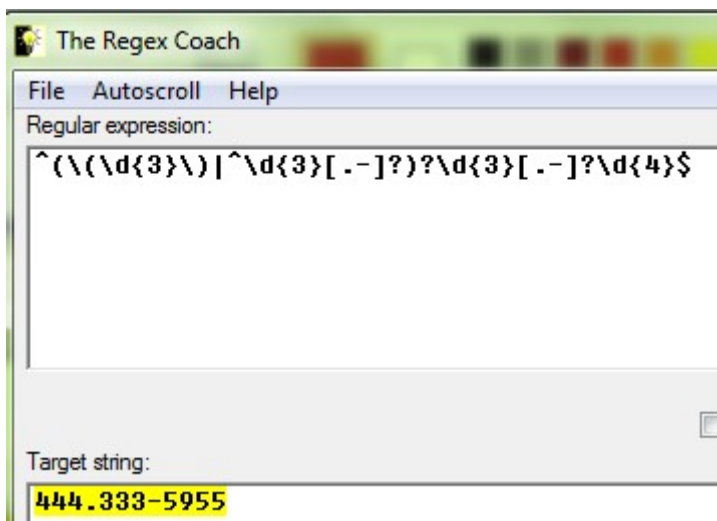 The Regex Coach
File Autoscroll Help
Regular expression:
^(\(\d{3}\)|^\d{3}[.-]?)?\d{3}[.-]?\d{4}$
Target string:
444.333-5955